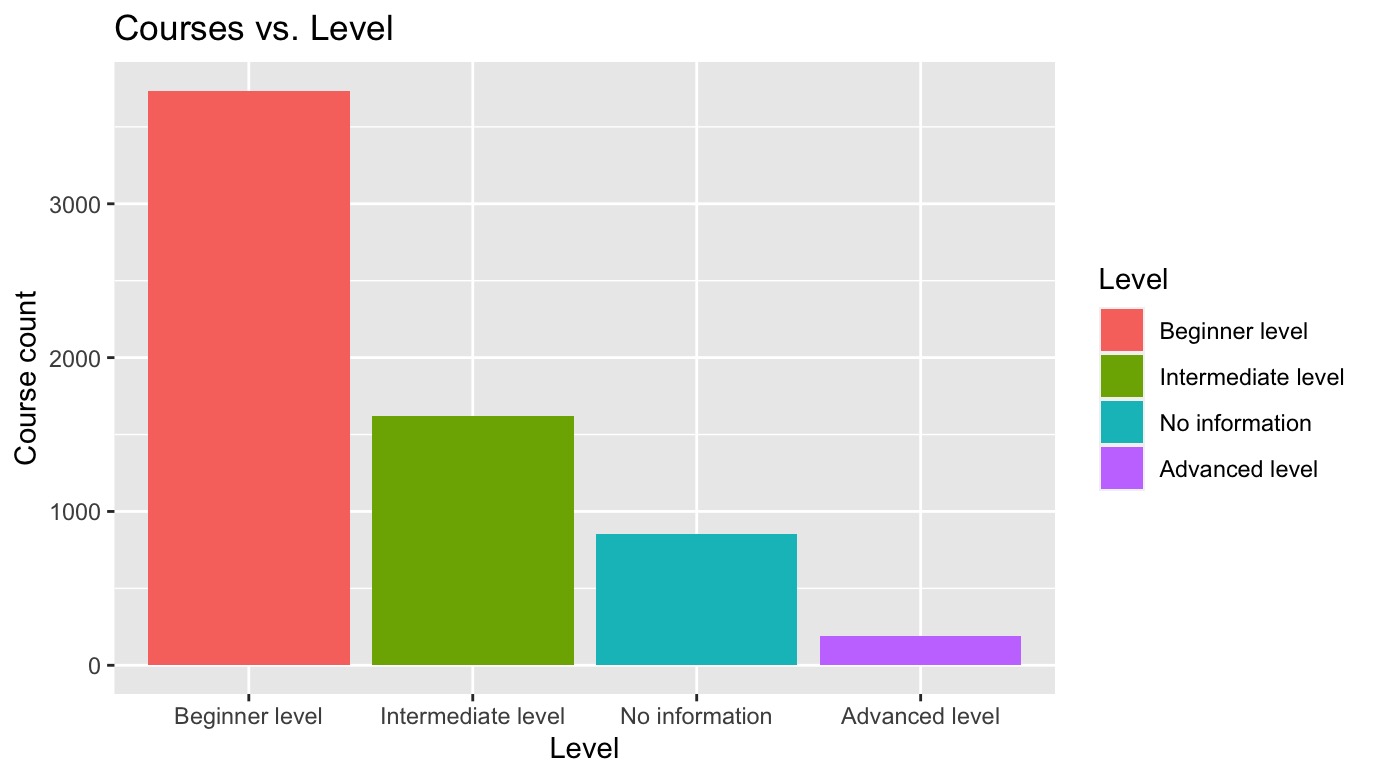 Courses vs. Level
Course count
3000
2000
1000
0
Beginner level
Intermediate level
No information
Advanced level
Level
Level
Beginner level
Intermediate level
No information
Advanced level